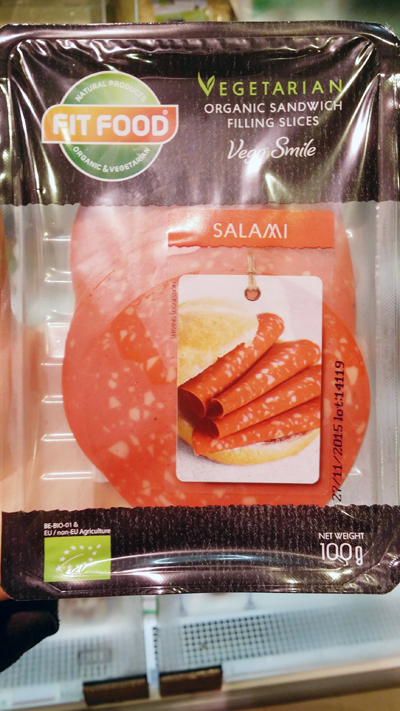 NATURAL PRODUCTS
FIT FOOD®
ORGANIC & VEGETARIAN
VEGETARIAN
ORGANIC SANDWICH
FILLING SLICES
Vega Smile
SALAMI
27/11/2015 lot:14119
BE-BIO-01 &
EU / non-EU Agriculture
NET WEIGHT
100g